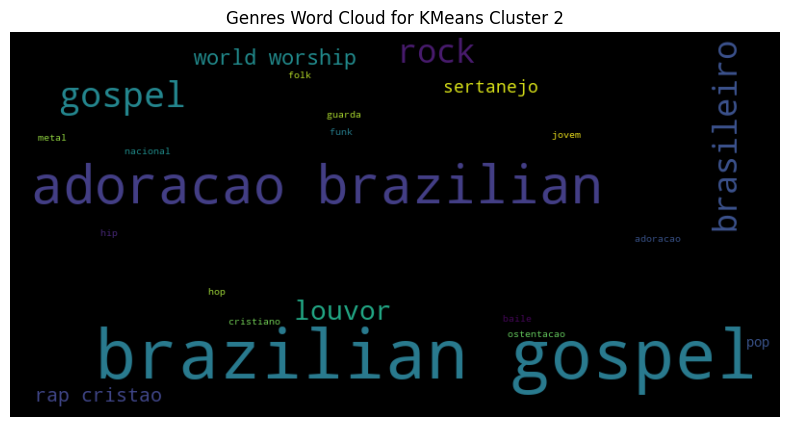 Genres Word Cloud for KMeans Cluster 2
rock
world worship
folk
gospel
sertanejo
brasileiro
guarda
funk
jovem
metal
nacional
adoracao brazilian
hip
adoracao
hop
louvor
cristiano
baile
ostentacao
brazilian gospel
pop
rap cristao